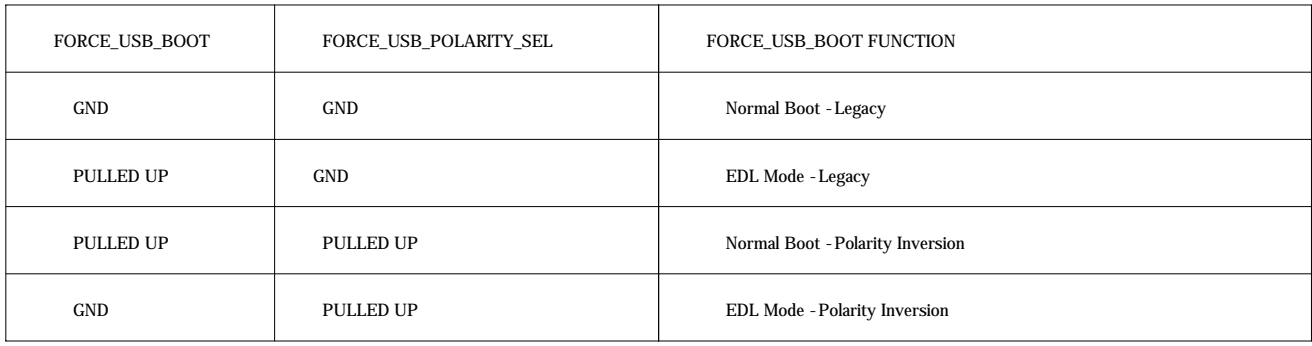 FORCE_USB_BOOT FORCE_USB_POLARITY_SEL FORCE_USB_BOOT FUNCTION
GND GND Normal Boot - Legacy
PULLED UP GND EDL Mode - Legacy
PULLED UP PULLED UP Normal Boot - Polarity Inversion
GND PULLED UP EDL Mode - Polarity Inversion